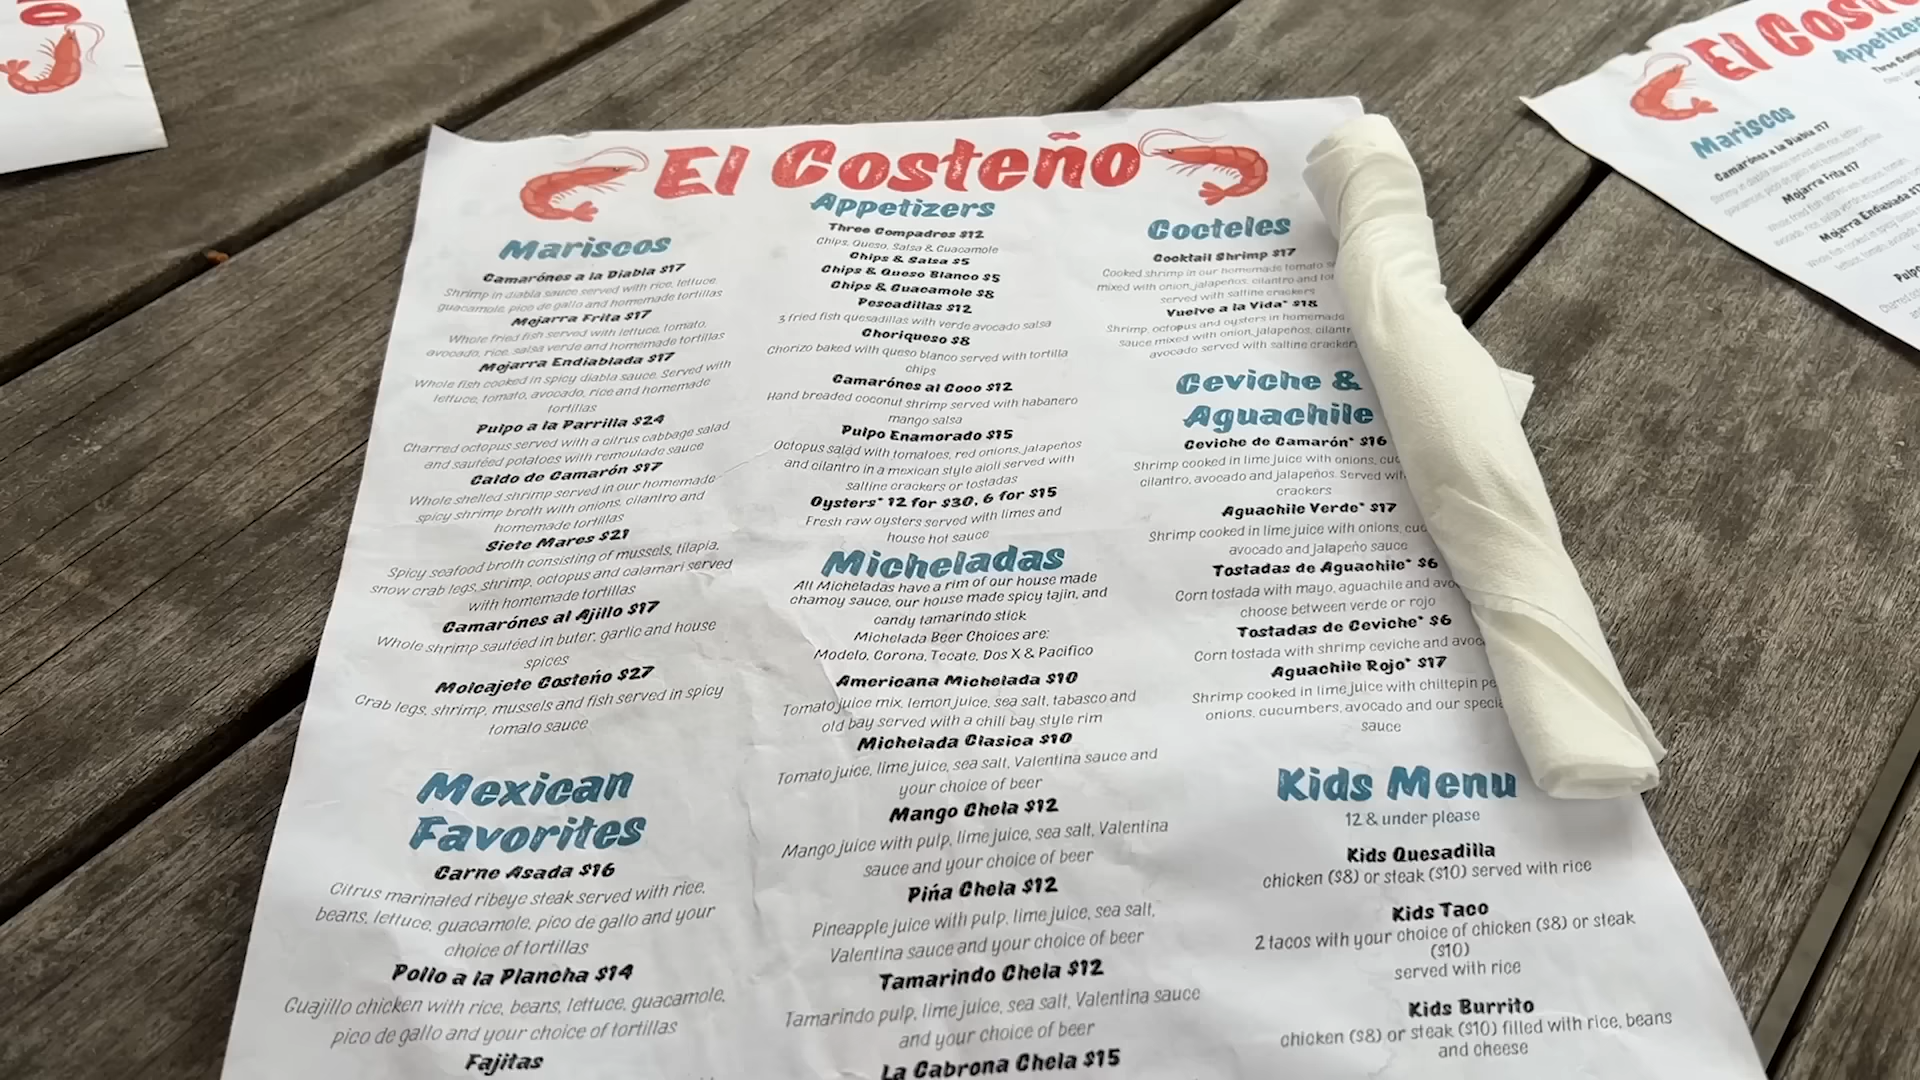 El Costeño
Mariscos
Camarónes a la Diabla $17
Shrimp in diabla sauce served with rice, lettuce,
guacamole, pico de gallo and homemade tortillas
Mojarra Frita $17
Whole fried fish served with lettuce, tomato,
avocado, rice, salsa verde and homemade tortillas
Mojarra Endiablada $17
Whole fish cooked in spicy diabla sauce. Served with
lettuce, tomato, avocado, rice and homemade
tortillas
Pulpo a la Parrilla $24
Charred octopus served with a citrus cabbage salad
and sautéed potatoes with remoulade sauce
Caldo de Camarón $17
Whole shelled shrimp served in our homemade
spicy shrimp broth with onions, cilantro and
homemade tortillas
Siete Mares $21
Spicy seafood broth consisting of mussels, tilapia,
snow crab legs, shrimp, octopus and calamari served
with homemade tortillas
Camarónes al Ajillo $17
Whole shrimp sautéed in buter, garlic and house
spices
Molcajete Costeño $27
Crab legs, shrimp, mussels and fish served in spicy
tomato sauce
Mexican
Favorites
Carne Asada $16
Citrus marinated ribeye steak served with rice,
beans, lettuce, guacamole, pico de gallo and your
choice of tortillas
Pollo a la Plancha $14
Guajillo chicken with rice, beans, lettuce, guacamole,
pico de gallo and your choice of tortillas
Fajitas
Appetizers
Three Compadres $12
Chips, Queso, Salsa & Guacamole
Chips & Salsa $5
Chips & Queso Blanco $5
Chips & Guacamole $8
Pescadillas $12
3 fried fish quesadillas with verde avocado salsa
Choriqueso $8
Chorizo baked with queso blanco served with tortilla
chips
Camarónes al Coco $12
Hand breaded coconut shrimp served with habanero
mango salsa
Pulpo Enamorado $15
Octopus salad with tomatoes, red onions, jalapeños
and cilantro in a mexican style aioli served with
saltine crackers or tostadas
Oysters* 12 for $30, 6 for $15
Fresh raw oysters served with limes and
house hot sauce
Micheladas
All Micheladas have a rim of our house made
chamoy sauce, our house made spicy tajin, and
candy tamarindo stick
Michelada Beer Choices are:
Modelo, Corona, Tecate, Dos X & Pacifico
Americana Michelada $10
Tomato juice mix, lemon juice, sea salt, tabasco and
old bay served with a chili bay style rim
Michelada Clasica $10
Tomato juice, lime juice, sea salt, Valentina sauce and
your choice of beer
Mango Chela $12
Mango juice with pulp, lime juice, sea salt, Valentina
sauce and your choice of beer
Piña Chela $12
Pineapple juice with pulp, lime juice, sea salt,
Valentina sauce and your choice of beer
Tamarindo Chela $12
Tamarindo pulp, lime juice, sea salt, Valentina sauce
and your choice of beer
La Cabrona Chela $15
Cocteles
Cocktail Shrimp $17
Cooked shrimp in our homemade tomato
mixed with onion, jalapeños, cilantro and
served with saltine crackers
Vuelve a la Vida* $18
Shrimp, octopus and oysters in homemade
sauce mixed with onion, jalapeños,
avocado served with saltine
Ceviche &
Aguachile
Ceviche de Camarón* $16
Shrimp cooked in lime juice with onions,
cilantro, avocado and jalapeños. Served
crackers
Aguachile Verde* $17
Shrimp cooked in lime juice with onions,
avocado and jalapeño sauce
Tostadas de Aguachile* $6
Corn tostada with mayo, aguachile and
choose between verde or rojo
Tostadas de Ceviche* $6
Corn tostada with shrimp ceviche and
Aguachile Rojo* $17
Shrimp cooked in lime juice with chiltepin
onions, cucumbers, avocado and our
sauce
Kids Menu
12 & under please
Kids Quesadilla
chicken ($8) or steak ($10) served with rice
Kids Taco
2 tacos with your choice of chicken ($8) or steak
($10)
served with rice
Kids Burrito
chicken ($8) or steak ($10) filled with rice, beans
and cheese
El
Mariscos
Camarónes a la Diabla $17
Mojarra Frita $17
Mojarra Endiablada